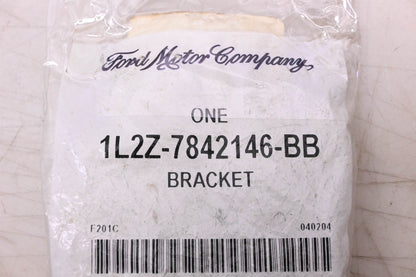 Ford Motor Company
ONE
1L2Z-7842146-BB
BRACKET
F201C 040204